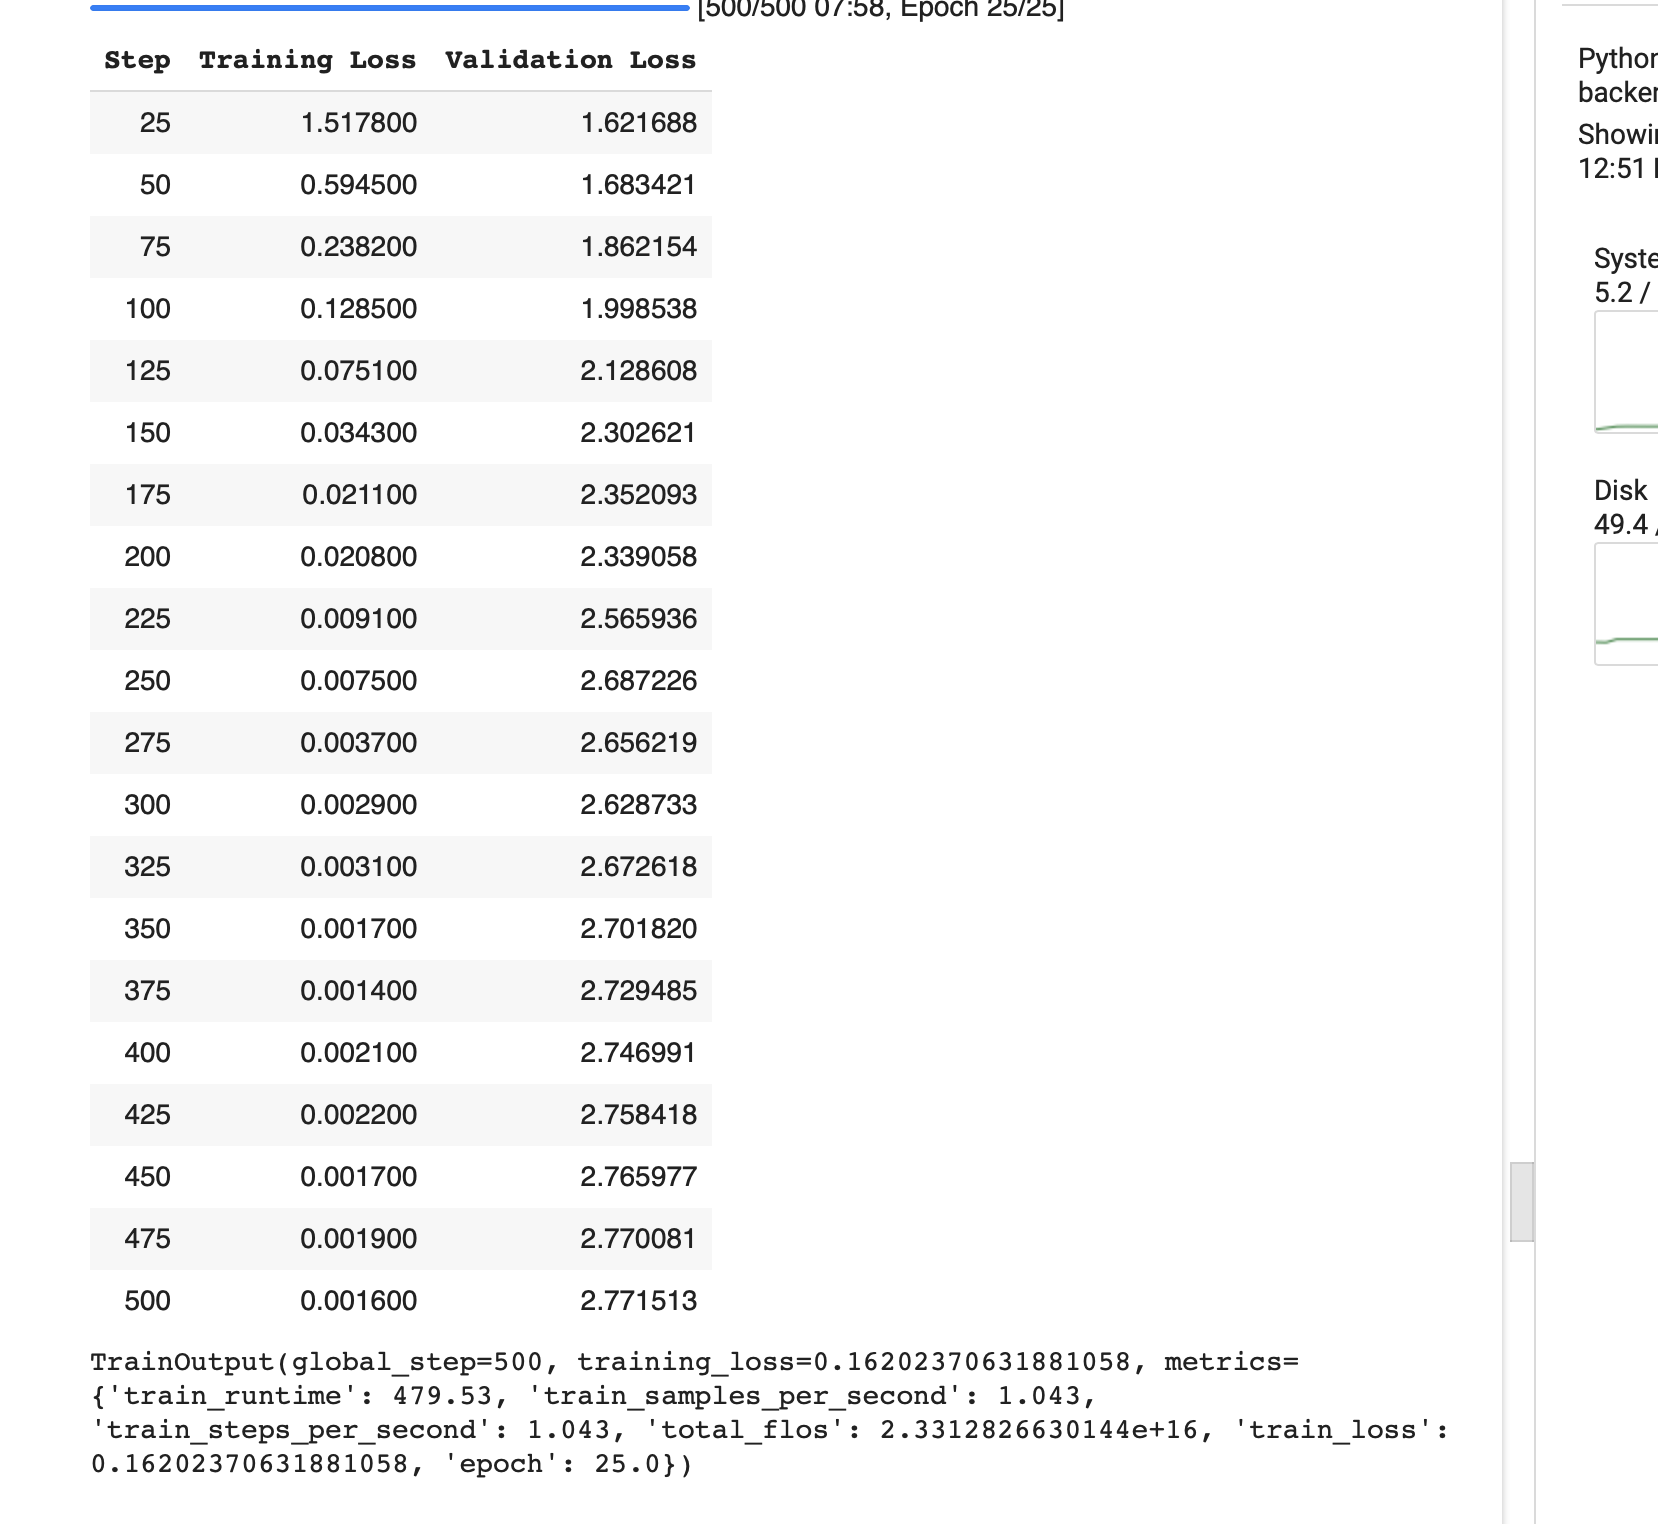 [500/500 07:58, Epoch 25/25]
Step Training Loss Validation Loss
25 1.517800 1.621688
50 0.594500 1.683421
75 0.238200 1.862154
100 0.128500 1.998538
125 0.075100 2.128608
150 0.034300 2.302621
175 0.021100 2.352093
200 0.020800 2.339058
225 0.009100 2.565936
250 0.007500 2.687226
275 0.003700 2.656219
300 0.002900 2.628733
325 0.003100 2.672618
350 0.001700 2.701820
375 0.001400 2.729485
400 0.002100 2.746991
425 0.002200 2.758418
450 0.001700 2.765977
475 0.001900 2.770081
500 0.001600 2.771513
TrainOutput(global_step=500, training_loss=0.16202370631881058, metrics=
{'train_runtime': 479.53, 'train_samples_per_second': 1.043,
'train_steps_per_second': 1.043, 'total_flos': 2.3312826630144e+16, 'train_loss':
0.16202370631881058, 'epoch': 25.0})
12:51
5.2 /
Disk
49.4